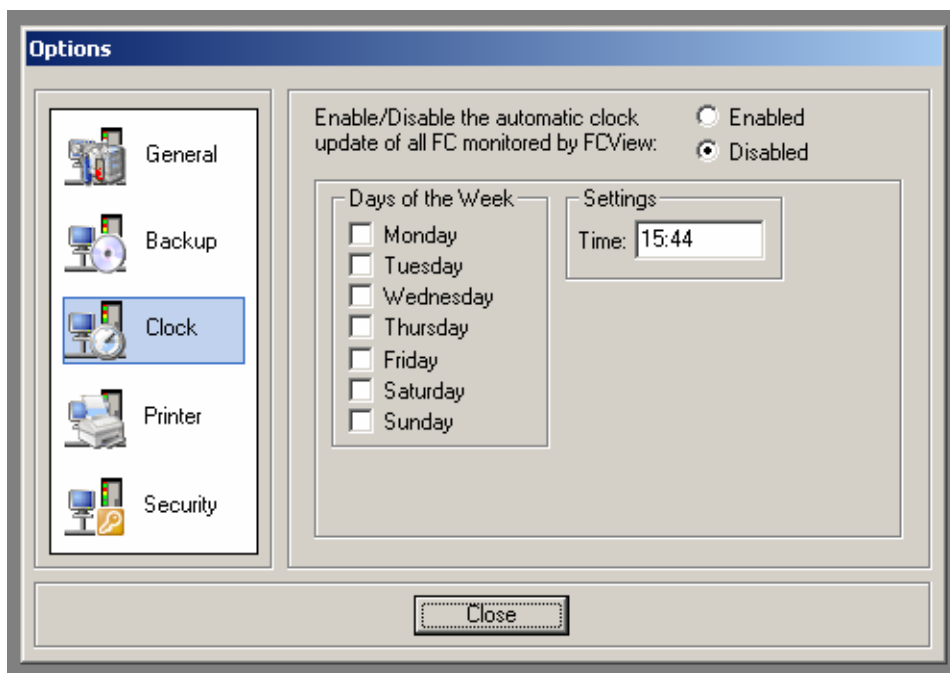 Options
General
Backup
Clock
Printer
Security
Enable/Disable the automatic clock
update of all FC monitored by FCView:
Enabled
Disabled
Days of the Week
Monday
Tuesday
Wednesday
Thursday
Friday
Saturday
Sunday
Settings
Time: 15:44
Close